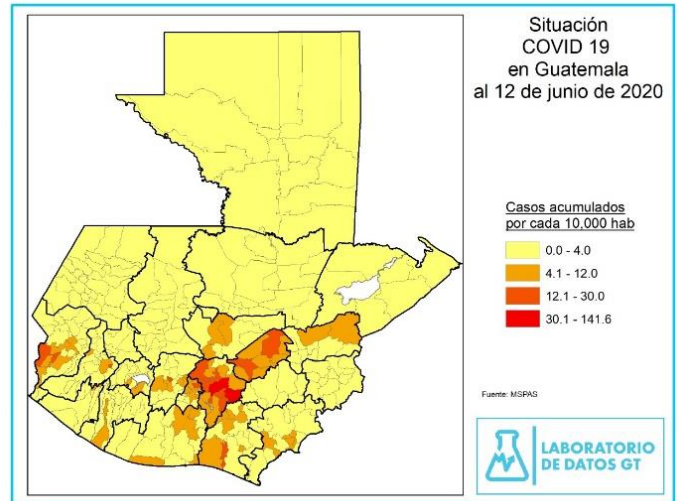 Situación
COVID 19
en Guatemala
al 12 de junio de 2020
Casos acumulados
por cada 10,000 hab
0.0 - 4.0
4.1 - 12.0
12.1 - 30.0
30.1 - 141.6
Fuente: MSPAS
LABORATORIO
DE DATOS GT